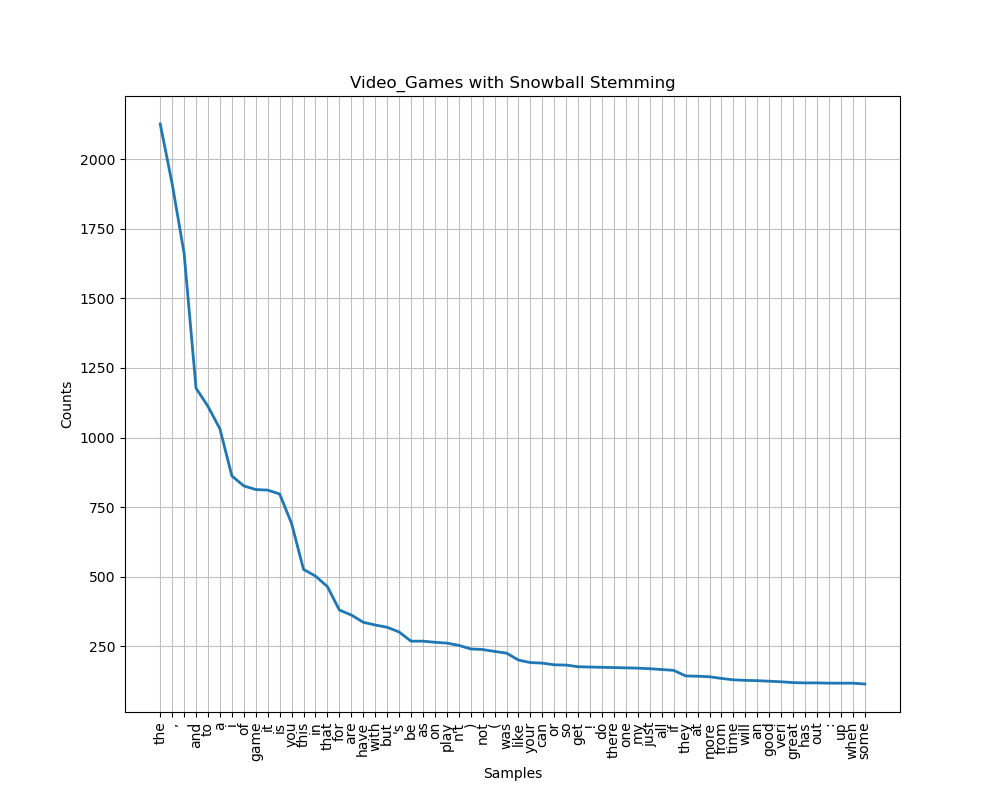 Video_Games with Snowball Stemming
Counts
2000
1750
1500
1250
1000
750
500
250
the
,
.
and
to
a
i
of
game
it
is
you
this
in
that
for
are
have
with
but
's
be
as
on
play
n't
)
not
(
was
like
your
can
or
so
get
!
do
there
one
my
just
all
if
they
at
more
from
time
will
an
good
veri
great
has
out
:
up
when
some
Samples